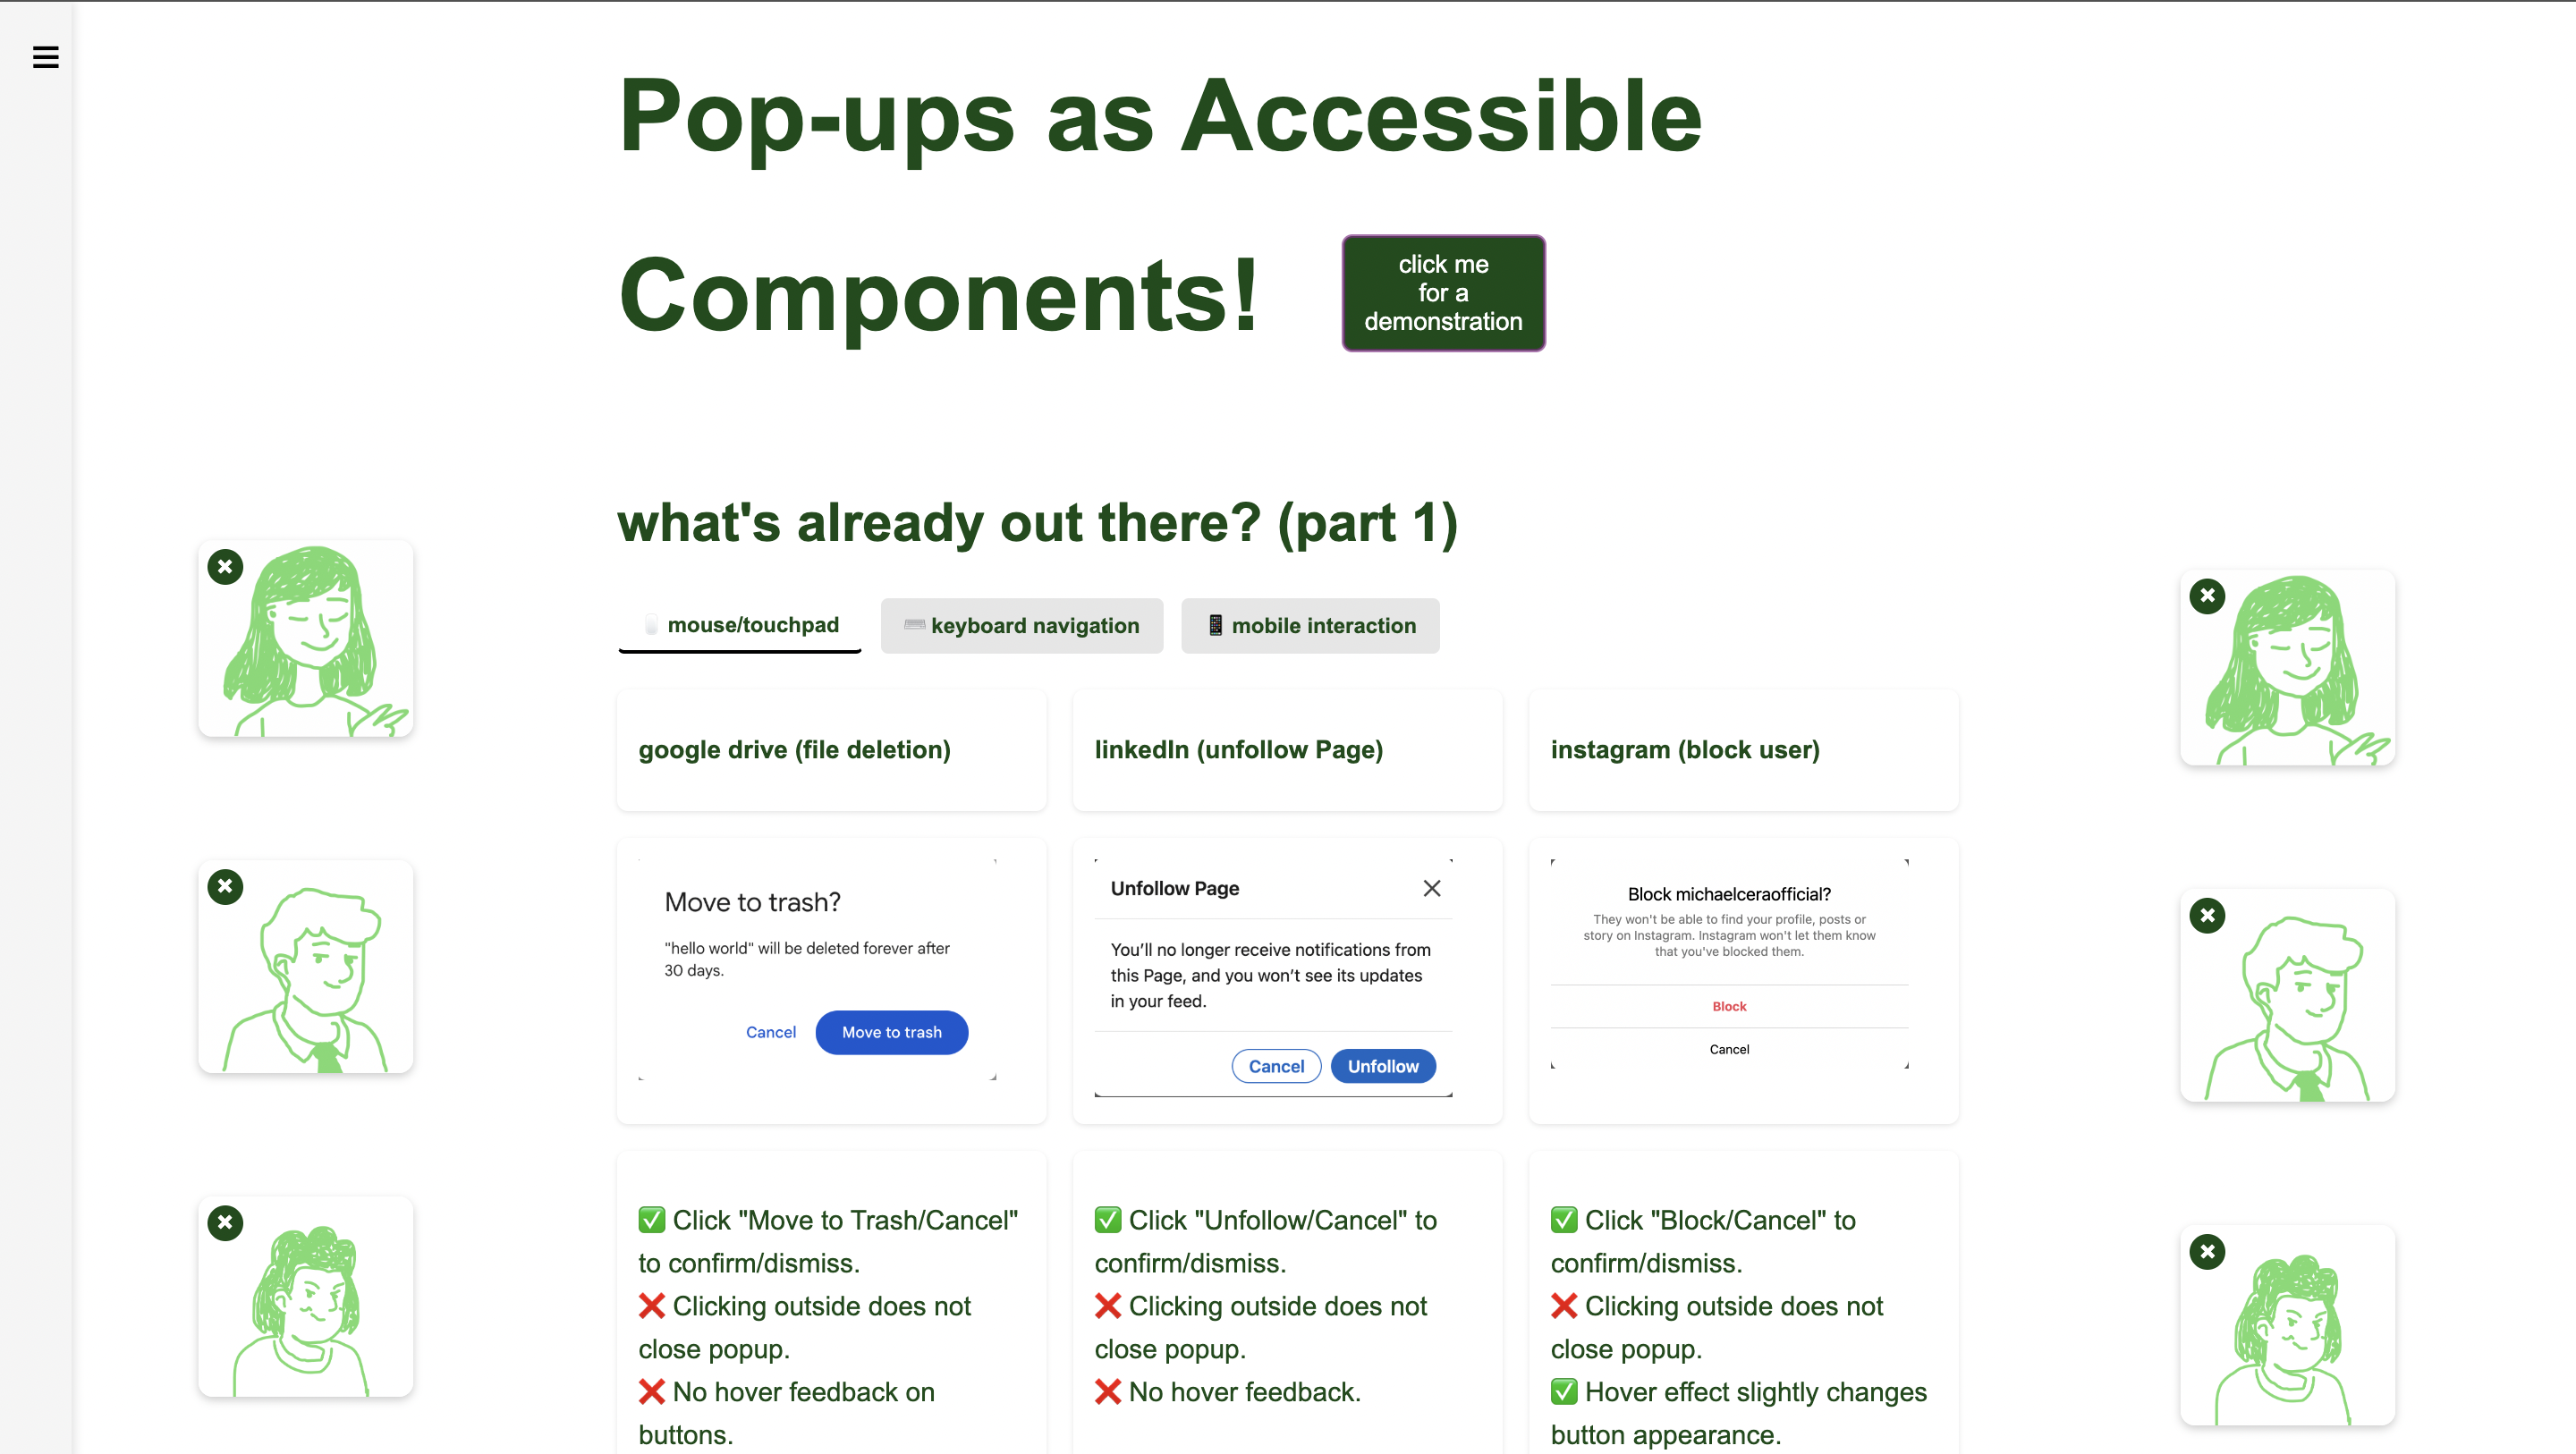 Pop-ups as Accessible
Components!
click me
for a
demonstration
what's already out there? (part 1)
mouse/touchpad
keyboard navigation
mobile interaction
google drive (file deletion)
linkedIn (unfollow Page)
instagram (block user)
Move to trash?
"hello world" will be deleted forever after
30 days.
Cancel
Move to trash
Unfollow Page
You’ll no longer receive notifications from
this Page, and you won’t see its updates
in your feed.
Cancel
Unfollow
Block michaelceraofficial?
They won't be able to find your profile, posts or
story on Instagram. Instagram won't let them know
that you've blocked them.
Block
Cancel
✅ Click "Move to Trash/Cancel"
to confirm/dismiss.
❌ Clicking outside does not
close popup.
❌ No hover feedback on
buttons.
✅ Click "Unfollow/Cancel" to
confirm/dismiss.
❌ Clicking outside does not
close popup.
❌ No hover feedback.
✅ Click "Block/Cancel" to
confirm/dismiss.
❌ Clicking outside does not
close popup.
✅ Hover effect slightly changes
button appearance.